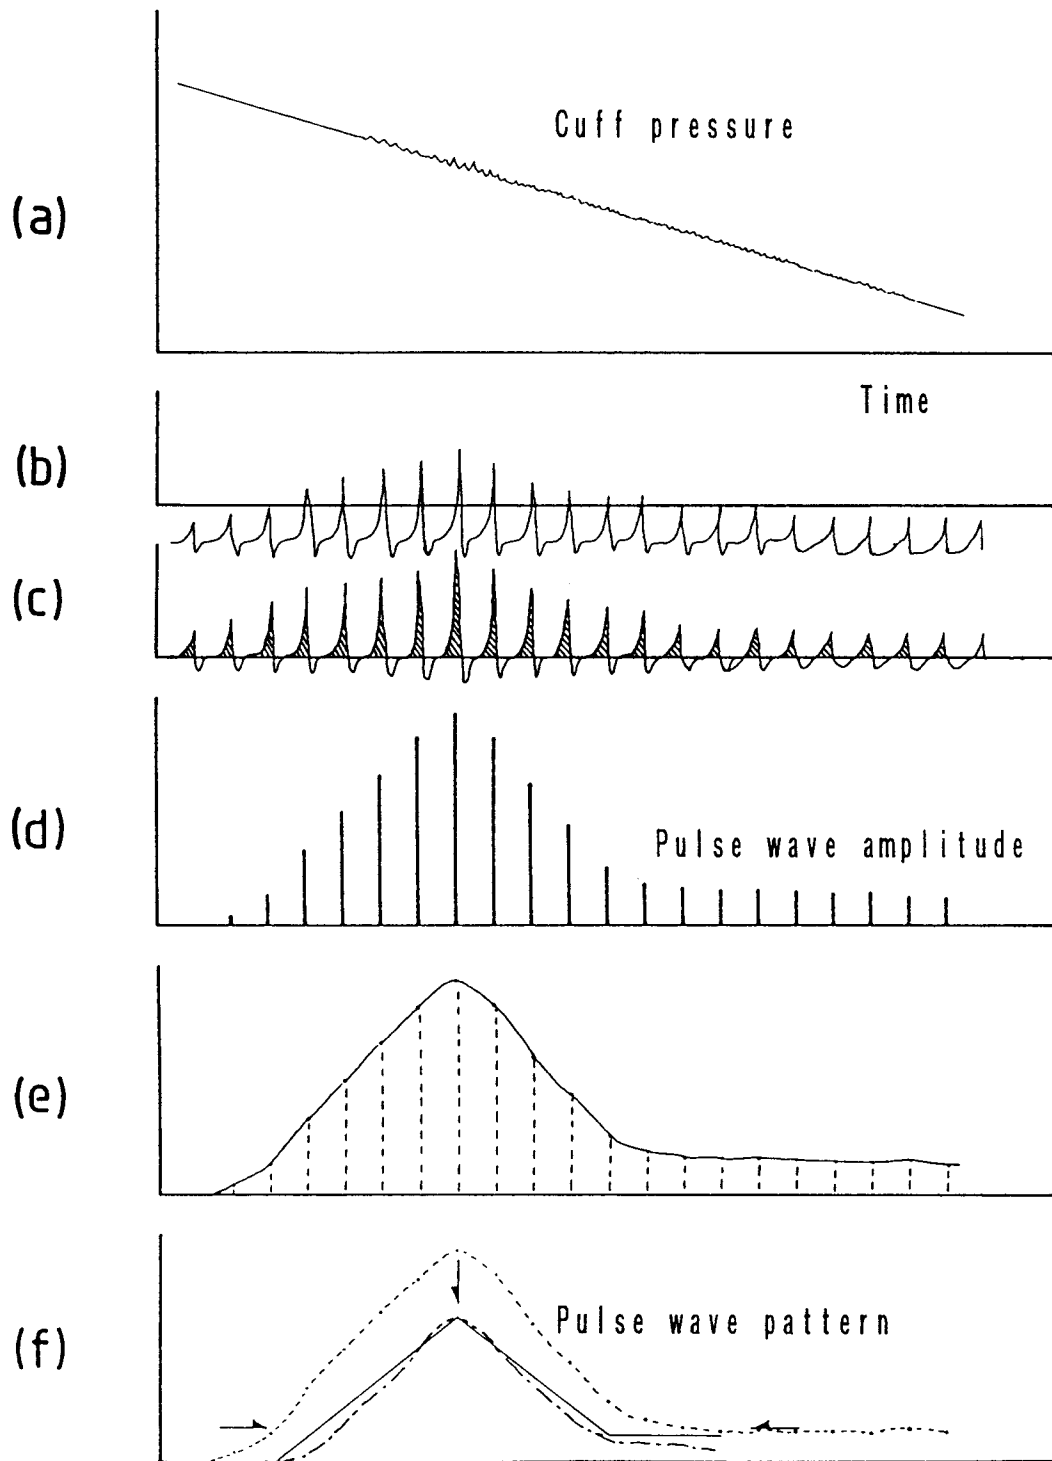 Cuff pressure
(a)
Time
(b)
(c)
(d)
Pulse wave amplitude
(e)
Pulse wave pattern
(f)